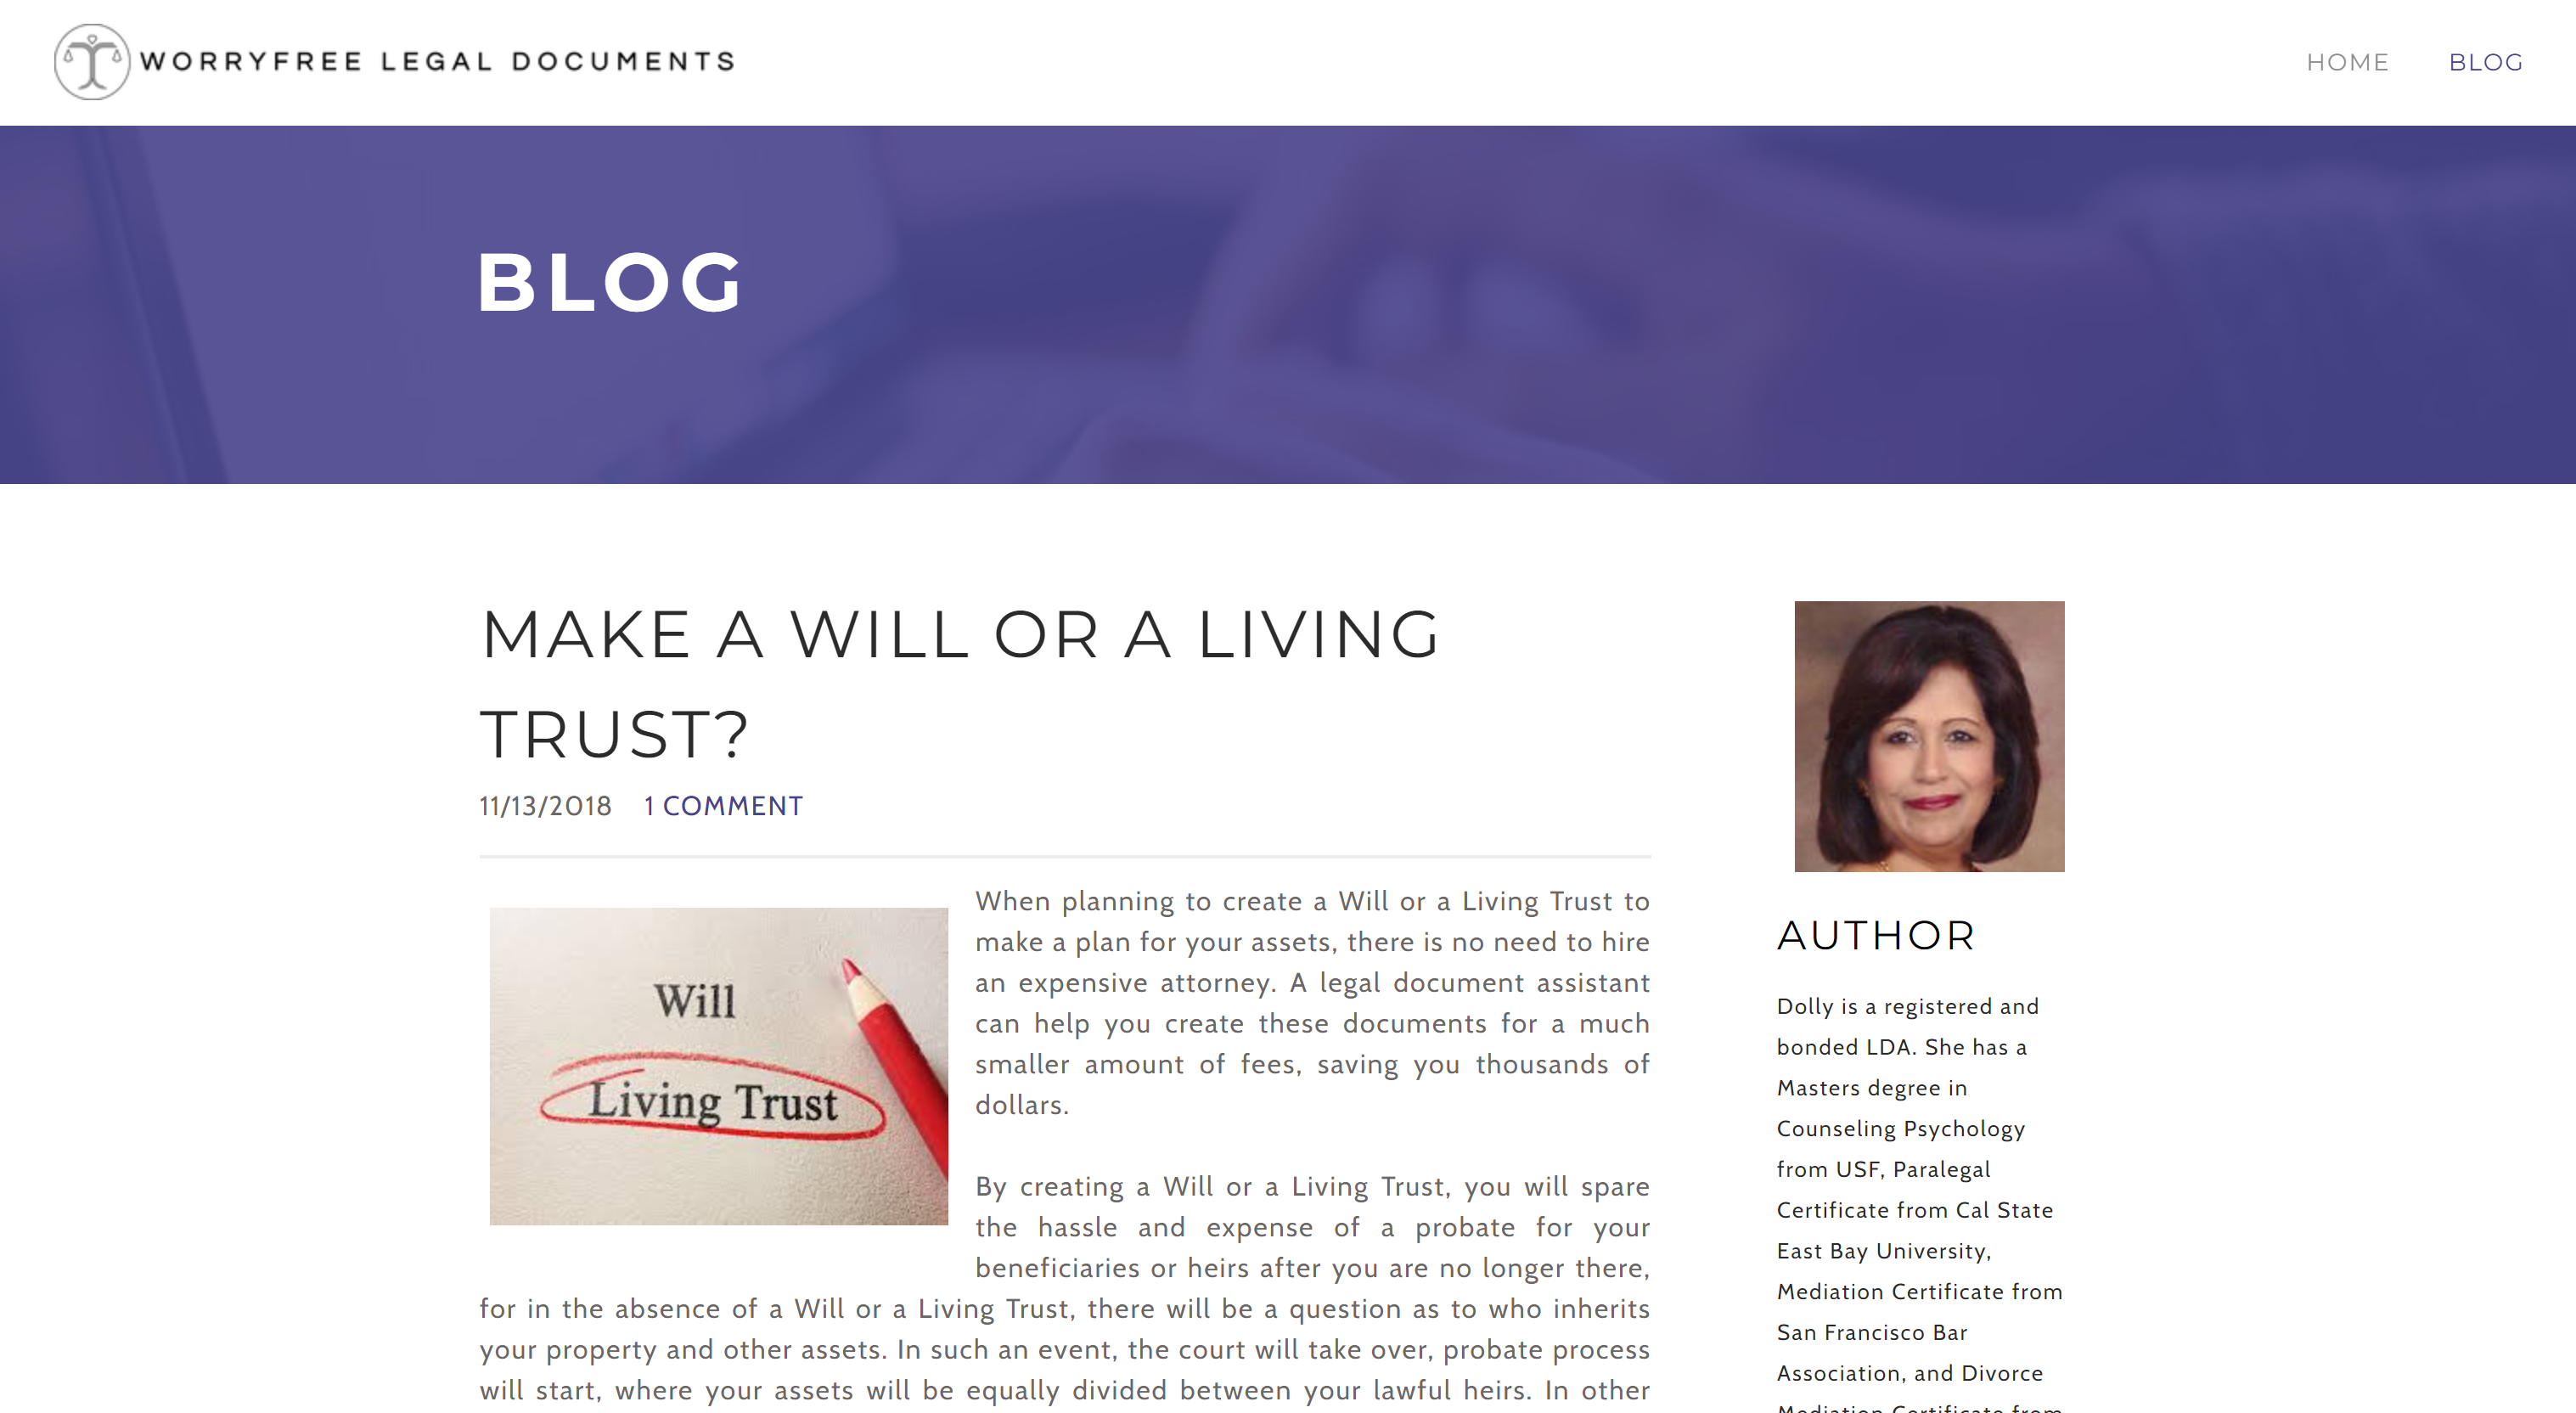 WORRYFREE LEGAL DOCUMENTS
HOME BLOG
BLOG
MAKE A WILL OR A LIVING
TRUST?
11/13/2018 1 COMMENT
Will
Living Trust
When planning to create a Will or a Living Trust to
make a plan for your assets, there is no need to hire
an expensive attorney. A legal document assistant
can help you create these documents for a much
smaller amount of fees, saving you thousands of
dollars.
By creating a Will or a Living Trust, you will spare
the hassle and expense of a probate for your
beneficiaries or heirs after you are no longer there,
for in the absence of a Will or a Living Trust, there will be a question as to who inherits
your property and other assets. In such an event, the court will take over, probate process
will start, where your assets will be equally divided between your lawful heirs. In other
AUTHOR
Dolly is a registered and
bonded LDA. She has a
Masters degree in
Counseling Psychology
from USF, Paralegal
Certificate from Cal State
East Bay University,
Mediation Certificate from
San Francisco Bar
Association, and Divorce
Mediation Certificate from